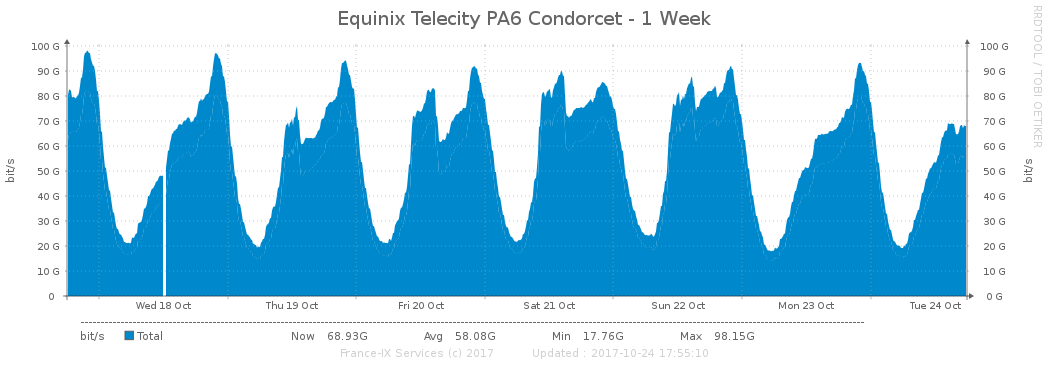 Equinix Telecity PA6 Condorcet - 1 Week
RRDTOOL / TOBI OETIKER
100 G 100 G
90 G 90 G
80 G 80 G
70 G 70 G
60 G 60 G
50 G 50 G
40 G 40 G
30 G 30 G
20 G 20 G
10 G 10 G
0 0 G
bit/s bit/s
Wed 18 Oct Thu 19 Oct Fri 20 Oct Sat 21 Oct Sun 22 Oct Mon 23 Oct Tue 24 Oct
bit/s Total Now 68.93G Avg 58.08G Min 17.76G Max 98.15G
France-IX Services (c) 2017 Updated : 2017-10-24 17:55:10